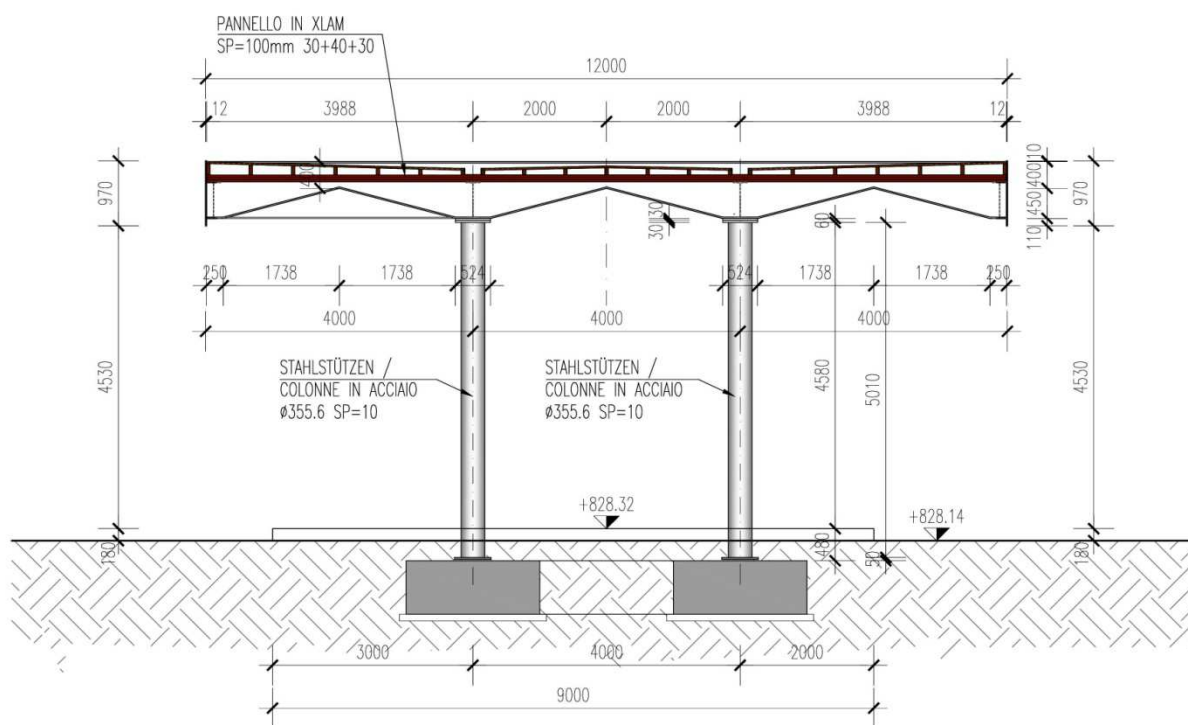 PANNELLO IN XLAM
SP=100mm 30+40+30
12000
12 3988 2000 2000 3988 12
970
400
10
400
450
110
970
3030
60
250 1738 1738 524 524 1738 1738 250
4000 4000 4000
4530
STAHLSTÜTZEN /
COLONNE IN ACCIAIO
ø355.6 SP=10
STAHLSTÜTZEN /
COLONNE IN ACCIAIO
ø355.6 SP=10
4580
5010
4530
+828.32
+828.14
180
480
50
180
3000 4000 2000
9000